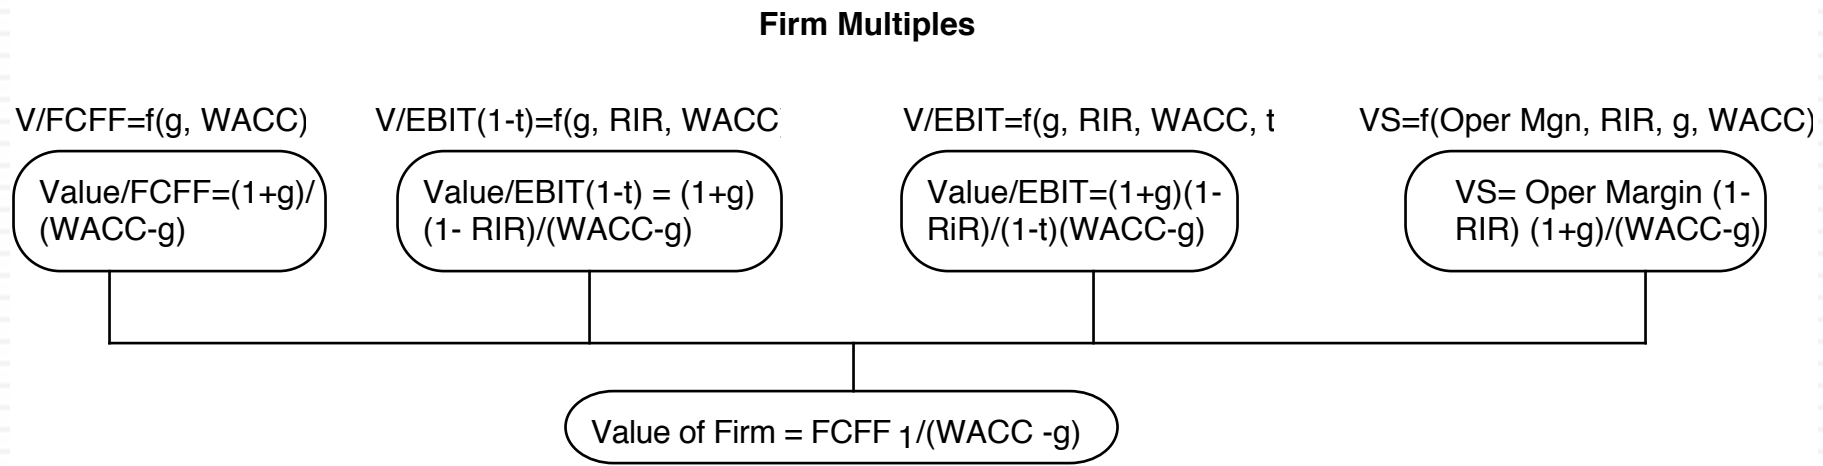 Firm Multiples
V/FCFF=f(g, WACC)
V/EBIT(1-t)=f(g, RIR, WACC
V/EBIT=f(g, RIR, WACC, t
VS=f(Oper Mgn, RIR, g, WACC)
Value/FCFF=(1+g)/
(WACC-g)
Value/EBIT(1-t) = (1+g)
(1- RIR)/(WACC-g)
Value/EBIT=(1+g)(1-
RiR)/(1-t)(WACC-g)
VS= Oper Margin (1-
RIR) (1+g)/(WACC-g)
Value of Firm = FCFF 1/(WACC -g)